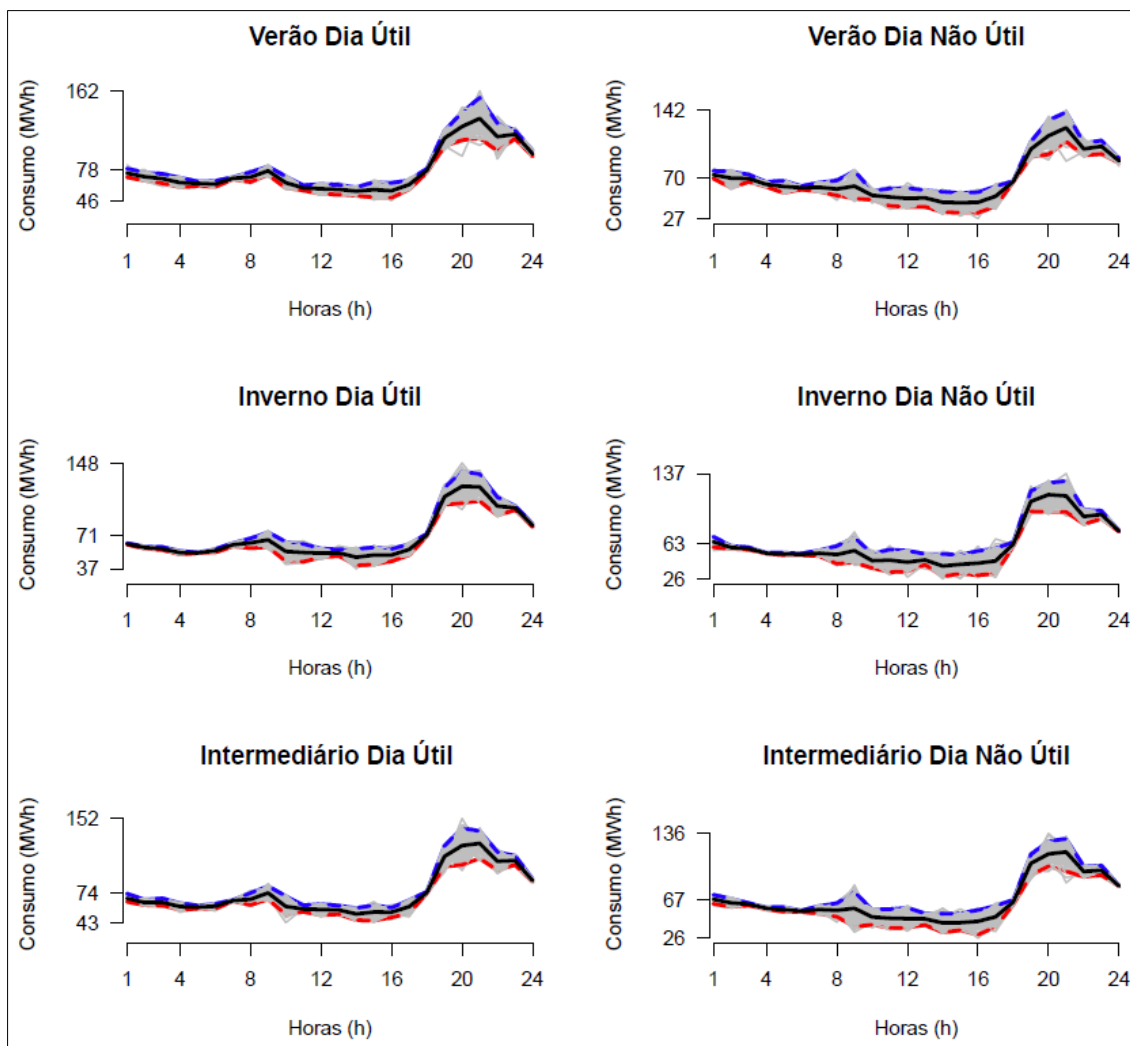 Verão Dia Útil
Consumo (MWh)
162
78
46
1 4 8 12 16 20 24
Horas (h)
Verão Dia Não Útil
Consumo (MWh)
142
70
27
1 4 8 12 16 20 24
Horas (h)
Inverno Dia Útil
Consumo (MWh)
148
71
37
1 4 8 12 16 20 24
Horas (h)
Inverno Dia Não Útil
Consumo (MWh)
137
63
26
1 4 8 12 16 20 24
Horas (h)
Intermediário Dia Útil
Consumo (MWh)
152
74
43
1 4 8 12 16 20 24
Horas (h)
Intermediário Dia Não Útil
Consumo (MWh)
136
67
26
1 4 8 12 16 20 24
Horas (h)